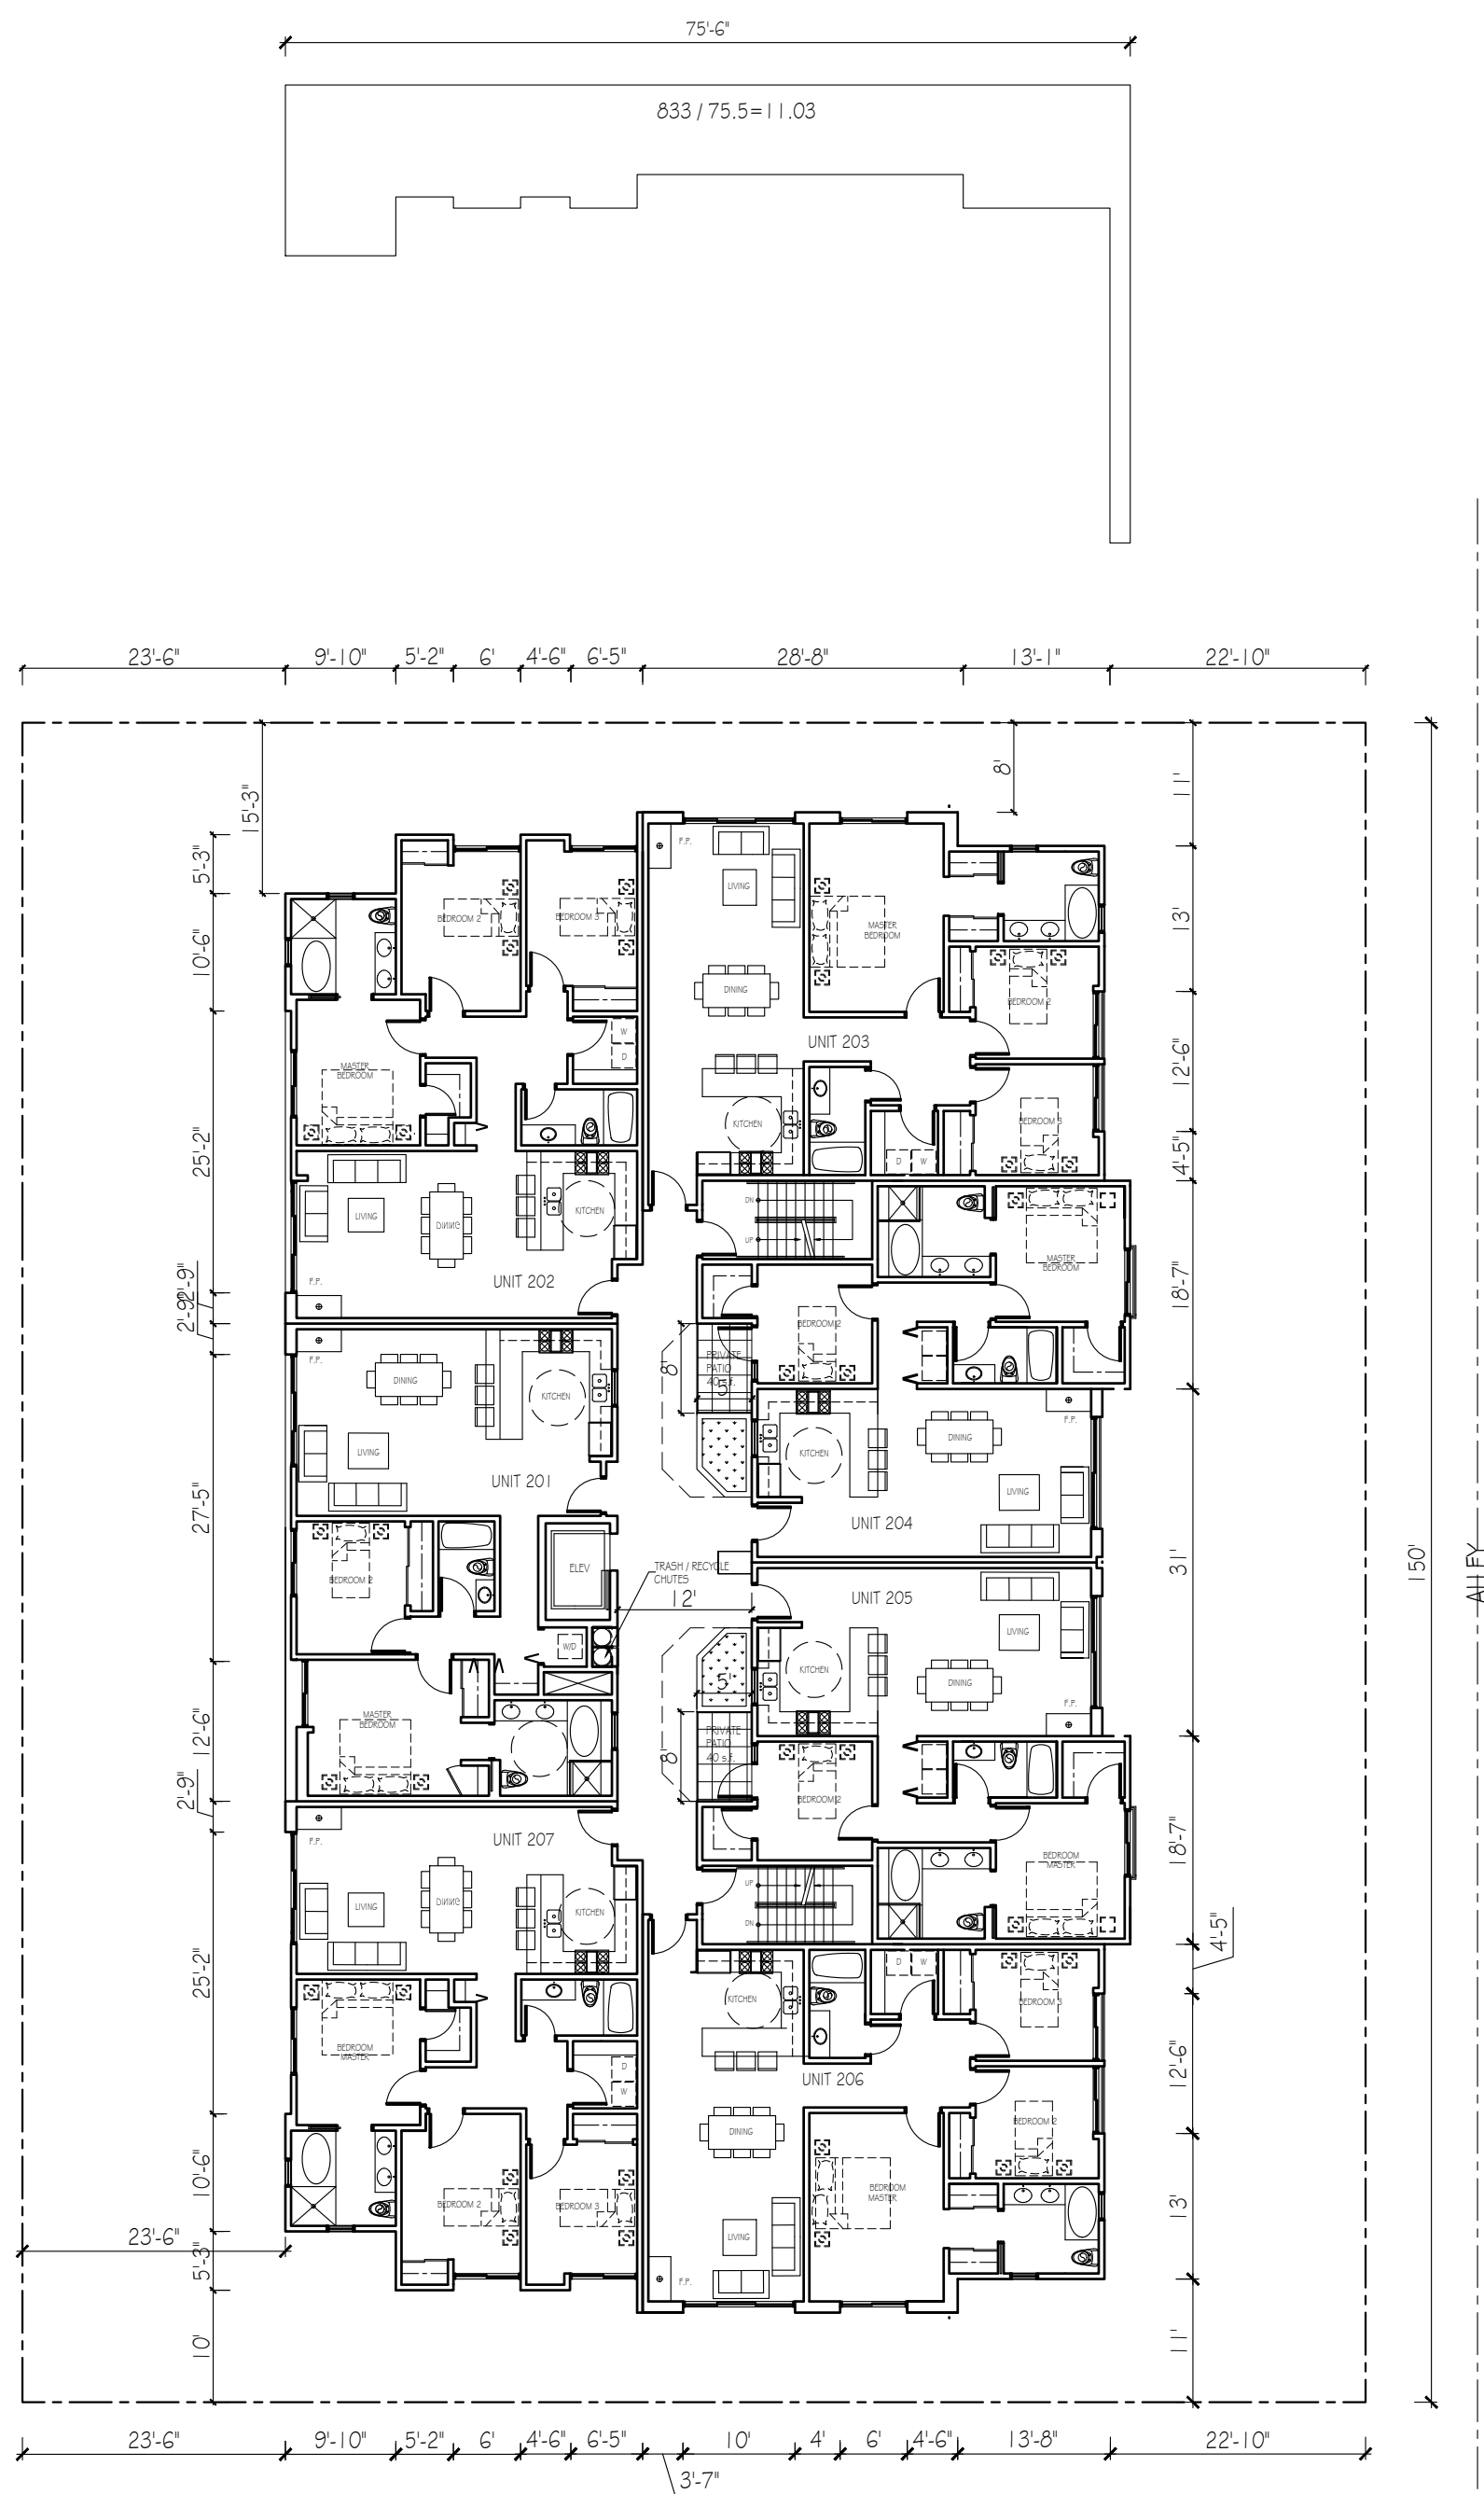 75'-6"
833 / 75.5=11.03
23'-6"
9'-10"
5'-2"
6'
4'-6"
6'-5"
28'-8"
13'-1"
22'-10"
15'-3"
8'
11'
5'-3"
F.P.
LIVING
BEDROOM 2
BEDROOM 3
MASTER
BEDROOM
13'
10'-6"
DINING
BEDROOM 2
W
D
UNIT 203
12'-6"
MASTER
BEDROOM
KITCHEN
BEDROOM 3
25'-2"
D
W
4'-5"
LIVING
DINING
KITCHEN
DN
UP
MASTER
BEDROOM
F.P.
UNIT 202
2'-9"
2'-9"
18'-7"
BEDROOM 2
F.P.
PRIVATE
PATIO
40 s.f.
8'
5'
DINING
KITCHEN
F.P.
DINING
KITCHEN
LIVING
UNIT 201
LIVING
27'-5"
UNIT 204
ELEV
TRASH / RECYCLE
CHUTES
BEDROOM 2
12'
31'
150'
ALLEY
UNIT 205
LIVING
W/D
KITCHEN
DINING
5'
MASTER
BEDROOM
12'-6"
F.P.
PRIVATE
PATIO
40 s.f.
8'
2'-9"
BEDROOM 2
F.P.
UNIT 207
18'-7"
BEDROOM
MASTER
DINING
LIVING
KITCHEN
UP
DN
4'-5"
25'-2"
D
W
KITCHEN
BEDROOM 3
BEDROOM
MASTER
D
W
UNIT 206
12'-6"
BEDROOM 2
DINING
10'-6"
BEDROOM 2
BEDROOM 3
BEDROOM
MASTER
13'
LIVING
23'-6"
5'-3"
F.P.
10'
11'
23'-6"
9'-10"
5'-2"
6'
4'-6"
6'-5"
3'-7"
10'
4'
6'
4'-6"
13'-8"
22'-10"